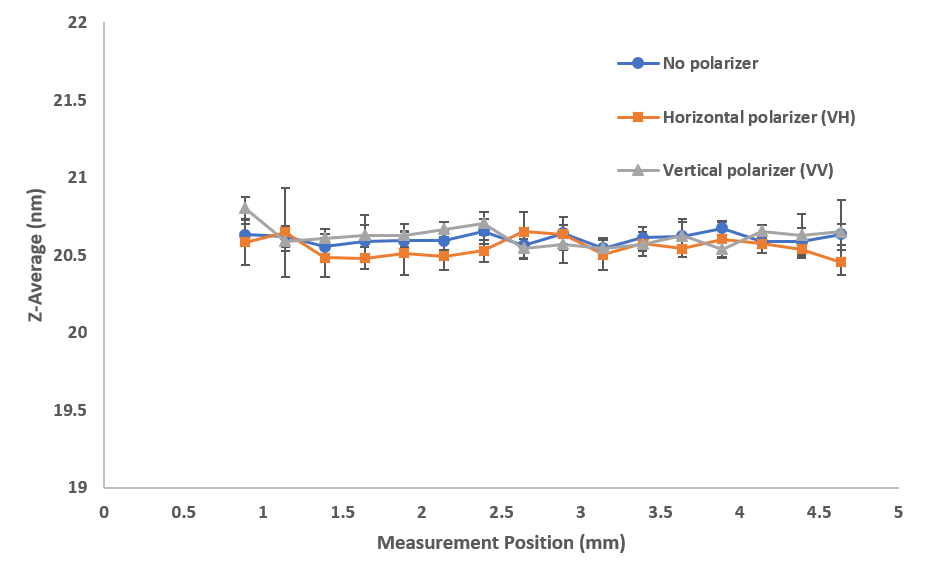 22
21.5
21
20.5
20
19.5
19
Z-Average (nm)
0 0.5 1 1.5 2 2.5 3 3.5 4 4.5 5
Measurement Position (mm)
No polarizer
Horizontal polarizer (VH)
Vertical polarizer (VV)